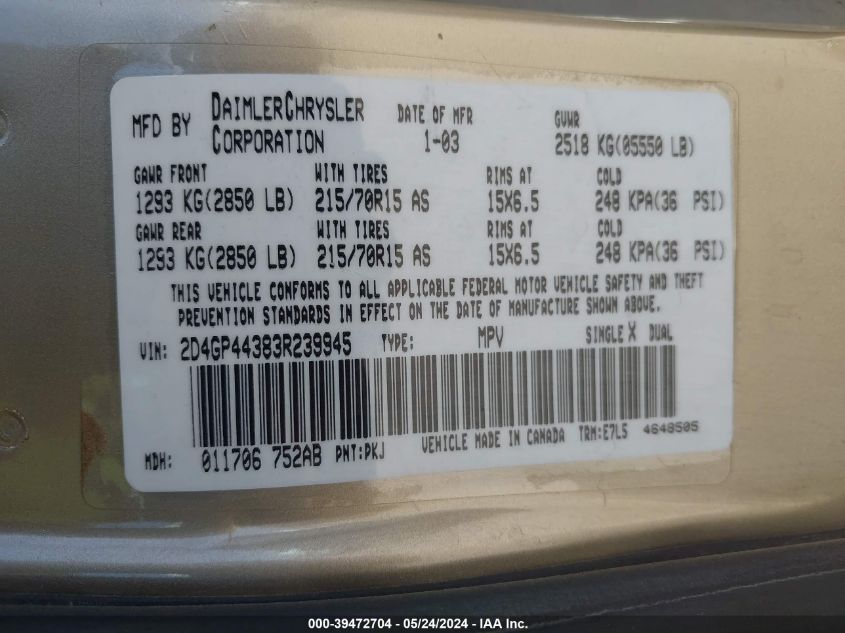 MFD BY DAIMLERCHRYSLER CORPORATION DATE OF MFR 1-03 GVWR 2518 KG(05550 LB)
GAWR FRONT WITH TIRES RIMS AT COLD
1293 KG(2850 LB) 215/70R15 AS 15X6.5 248 KPA(36 PSI)
GAWR REAR WITH TIRES RIMS AT COLD
1293 KG(2850 LB) 215/70R15 AS 15X6.5 248 KPA(36 PSI)
THIS VEHICLE CONFORMS TO ALL APPLICABLE FEDERAL MOTOR VEHICLE SAFETY AND THEFT
PREVENTION STANDARDS IN EFFECT ON THE DATE OF MANUFACTURE SHOWN ABOVE.
VIN: 2D4GP44383R239945 TYPE: MPV SINGLE X DUAL
MDH: 011706 752AB PNT:PKJ VEHICLE MADE IN CANADA TRM:E7L5 4648505
000-39472704 - 05/24/2024 - IAA Inc.